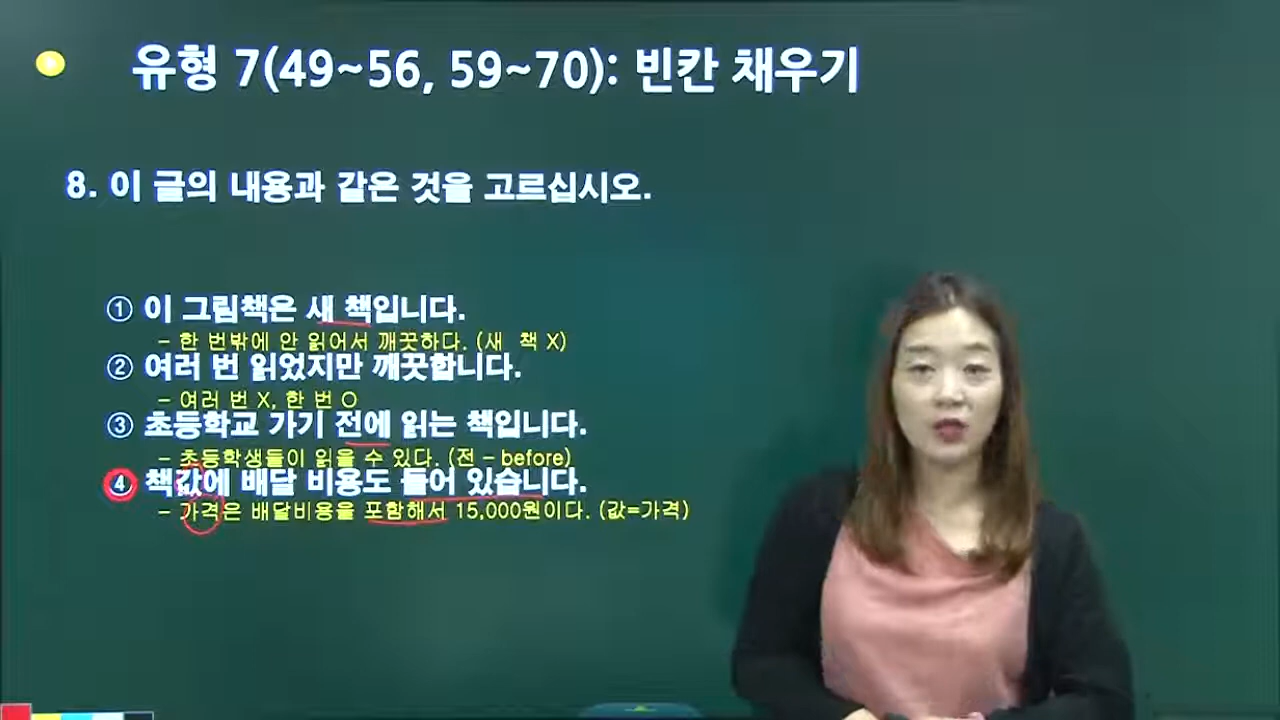 유형 7(49~56, 59~70): 빈칸 채우기
8. 이 글의 내용과 같은 것을 고르십시오.
① 이 그림책은 새 책입니다.
- 한 번밖에 안 읽어서 깨끗하다. (새 책 X)
② 여러 번 읽었지만 깨끗합니다.
- 여러 번 X, 한 번 O
③ 초등학교 가기 전에 읽는 책입니다.
- 초등학생들이 읽을 수 있다. (전 - before)
④ 책값에 배달 비용도 들어 있습니다.
- 가격은 배달비용을 포함해서 15,000원이다. (값=가격)